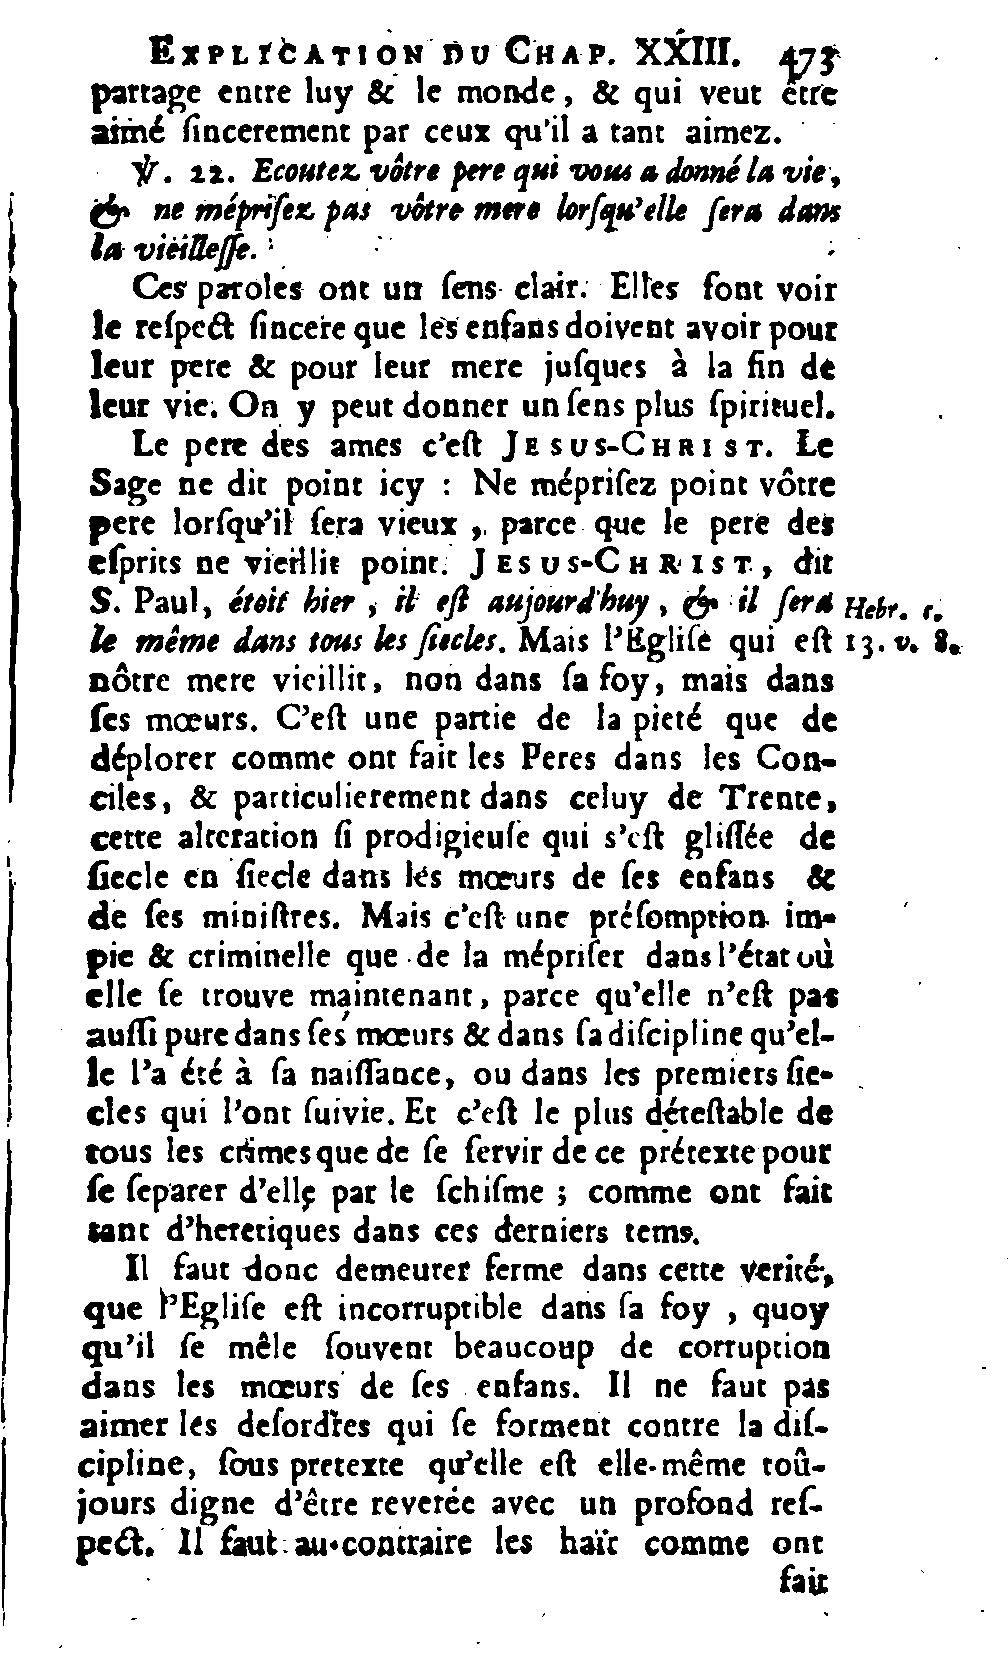 EXPLICATION DU CHAP. XXIII. 473
partage entre luy & le monde, & qui veut être
aimé ſincerement par ceux qu'il a tant aimez.
℣. 22. Ecoutez vôtre pere qui vous a donné la vie,
& ne mépriſez pas vôtre mere lorſqu'elle ſera dans
la vieilleſſe.
Ces paroles ont un ſens clair. Elles font voir
le reſpect ſincere que les enfans doivent avoir pour
leur pere & pour leur mere juſques à la fin de
leur vie. On y peut donner un ſens plus ſpirituel.
Le pere des ames c'eſt JESUS-CHRIST. Le
Sage ne dit point icy : Ne mépriſez point vôtre
pere lorſqu'il ſera vieux, parce que le pere des
eſprits ne vieillit point. JESUS-CHRIST, dit
S. Paul, étoit hier, il eſt aujourd'huy, & il ſera
le même dans tous les ſiecles. Mais l'Egliſe qui eſt
Hebr. c.
13. v. 8.
nôtre mere vieillit, non dans ſa foy, mais dans
ſes mœurs. C'eſt une partie de la pieté que de
déplorer comme ont fait les Peres dans les Con-
ciles, & particulierement dans celuy de Trente,
cette alteration ſi prodigieuſe qui s'eſt gliſſée de
ſiecle en ſiecle dans les mœurs de ſes enfans &
de ſes miniſtres. Mais c'eſt une préſomption im-
pie & criminelle que de la mépriſer dans l'état où
elle ſe trouve maintenant, parce qu'elle n'eſt pas
auſſi pure dans ſes mœurs & dans ſa diſcipline qu'el-
le l'a été à ſa naiſſance, ou dans les premiers ſie-
cles qui l'ont ſuivie. Et c'eſt le plus déteſtable de
tous les crimes que de ſe ſervir de ce prétexte pour
ſe ſeparer d'elle par le ſchiſme ; comme ont fait
tant d'heretiques dans ces derniers tems.
Il faut donc demeurer ferme dans cette verité,
que l'Egliſe eſt incorruptible dans ſa foy, quoy
qu'il ſe mêle ſouvent beaucoup de corruption
dans les mœurs de ſes enfans. Il ne faut pas
aimer les deſordres qui ſe forment contre la diſ-
cipline, ſous pretexte qu'elle eſt elle-même toû-
jours digne d'être reverée avec un profond reſ-
pect. Il faut au contraire les haïr comme ont
fait